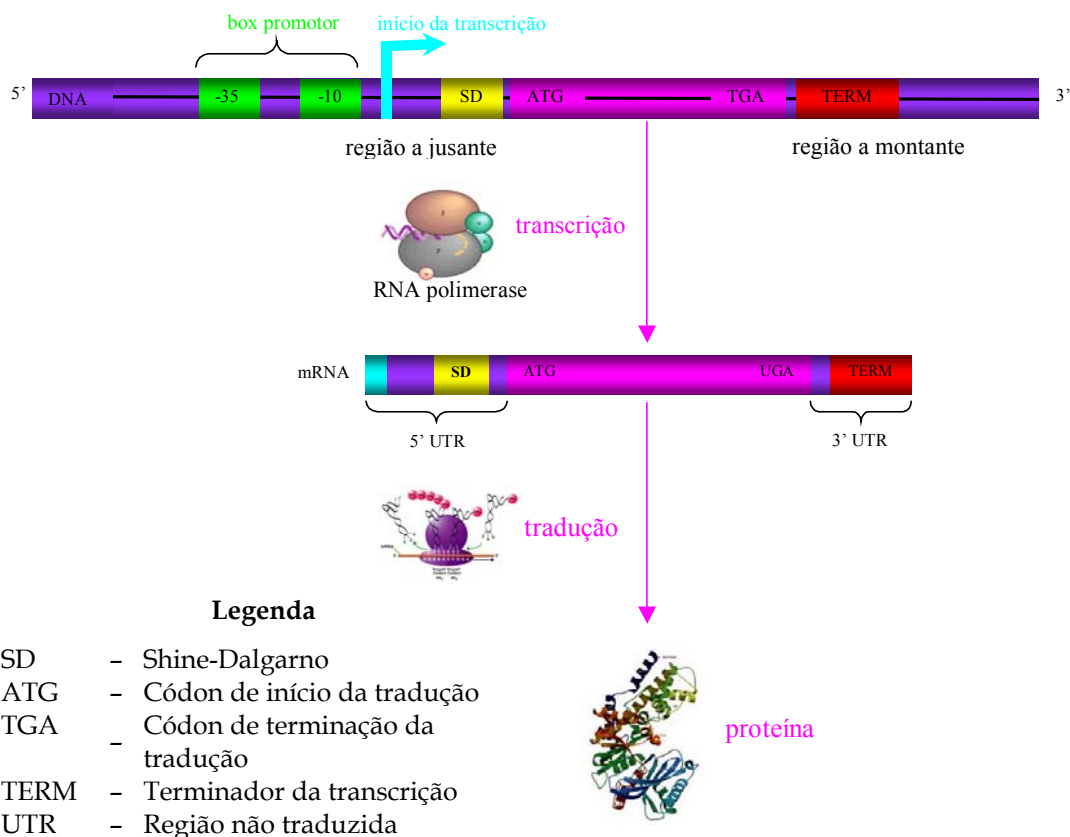 box promotor
início da transcrição
5’ DNA -35 -10 SD ATG TGA TERM 3’
região a jusante
região a montante
transcrição
RNA polimerase
mRNA SD ATG UGA TERM
5’ UTR
3’ UTR
tradução
Legenda
SD – Shine-Dalgarno
ATG – Códon de início da tradução
TGA – Códon de terminação da
tradução
TERM – Terminador da transcrição
UTR – Região não traduzida
proteína